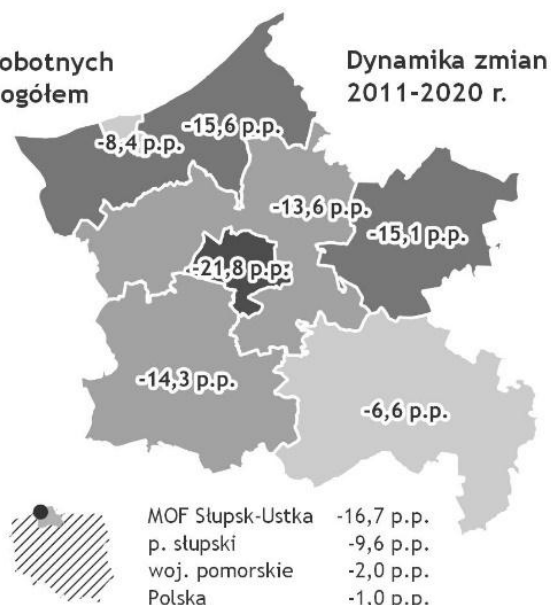 obotnych
ogółem
Dynamika zmian
2011-2020 r.
-15,6 p.p.
-8,4 p.p.
-13,6 p.p.
-15,1 p.p.
-21,8 p.p.
-14,3 p.p.
-6,6 p.p.
MOF Słupsk-Ustka -16,7 p.p.
p. słupski -9,6 p.p.
woj. pomorskie -2,0 p.p.
Polska -1,0 p.p.